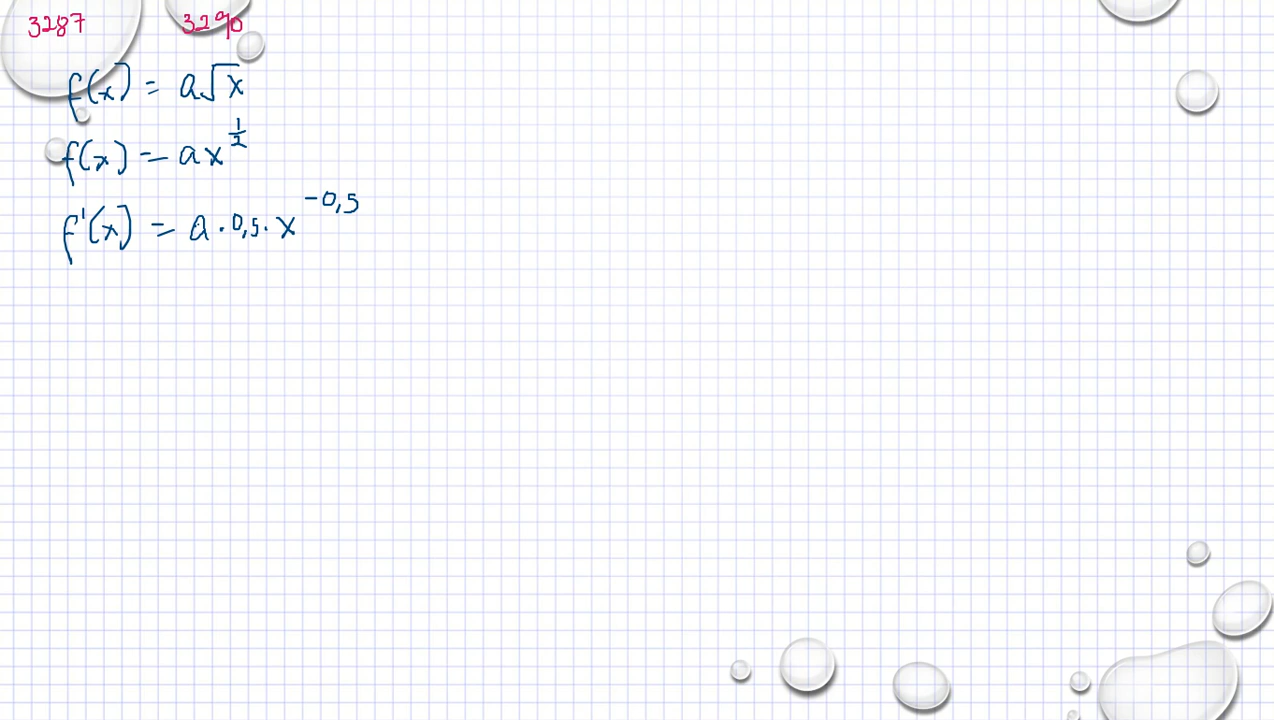 3287 3290
f(x) = a√x
f(x) = ax^{1/2}
f'(x) = a · 0,5 · x^{-0,5}